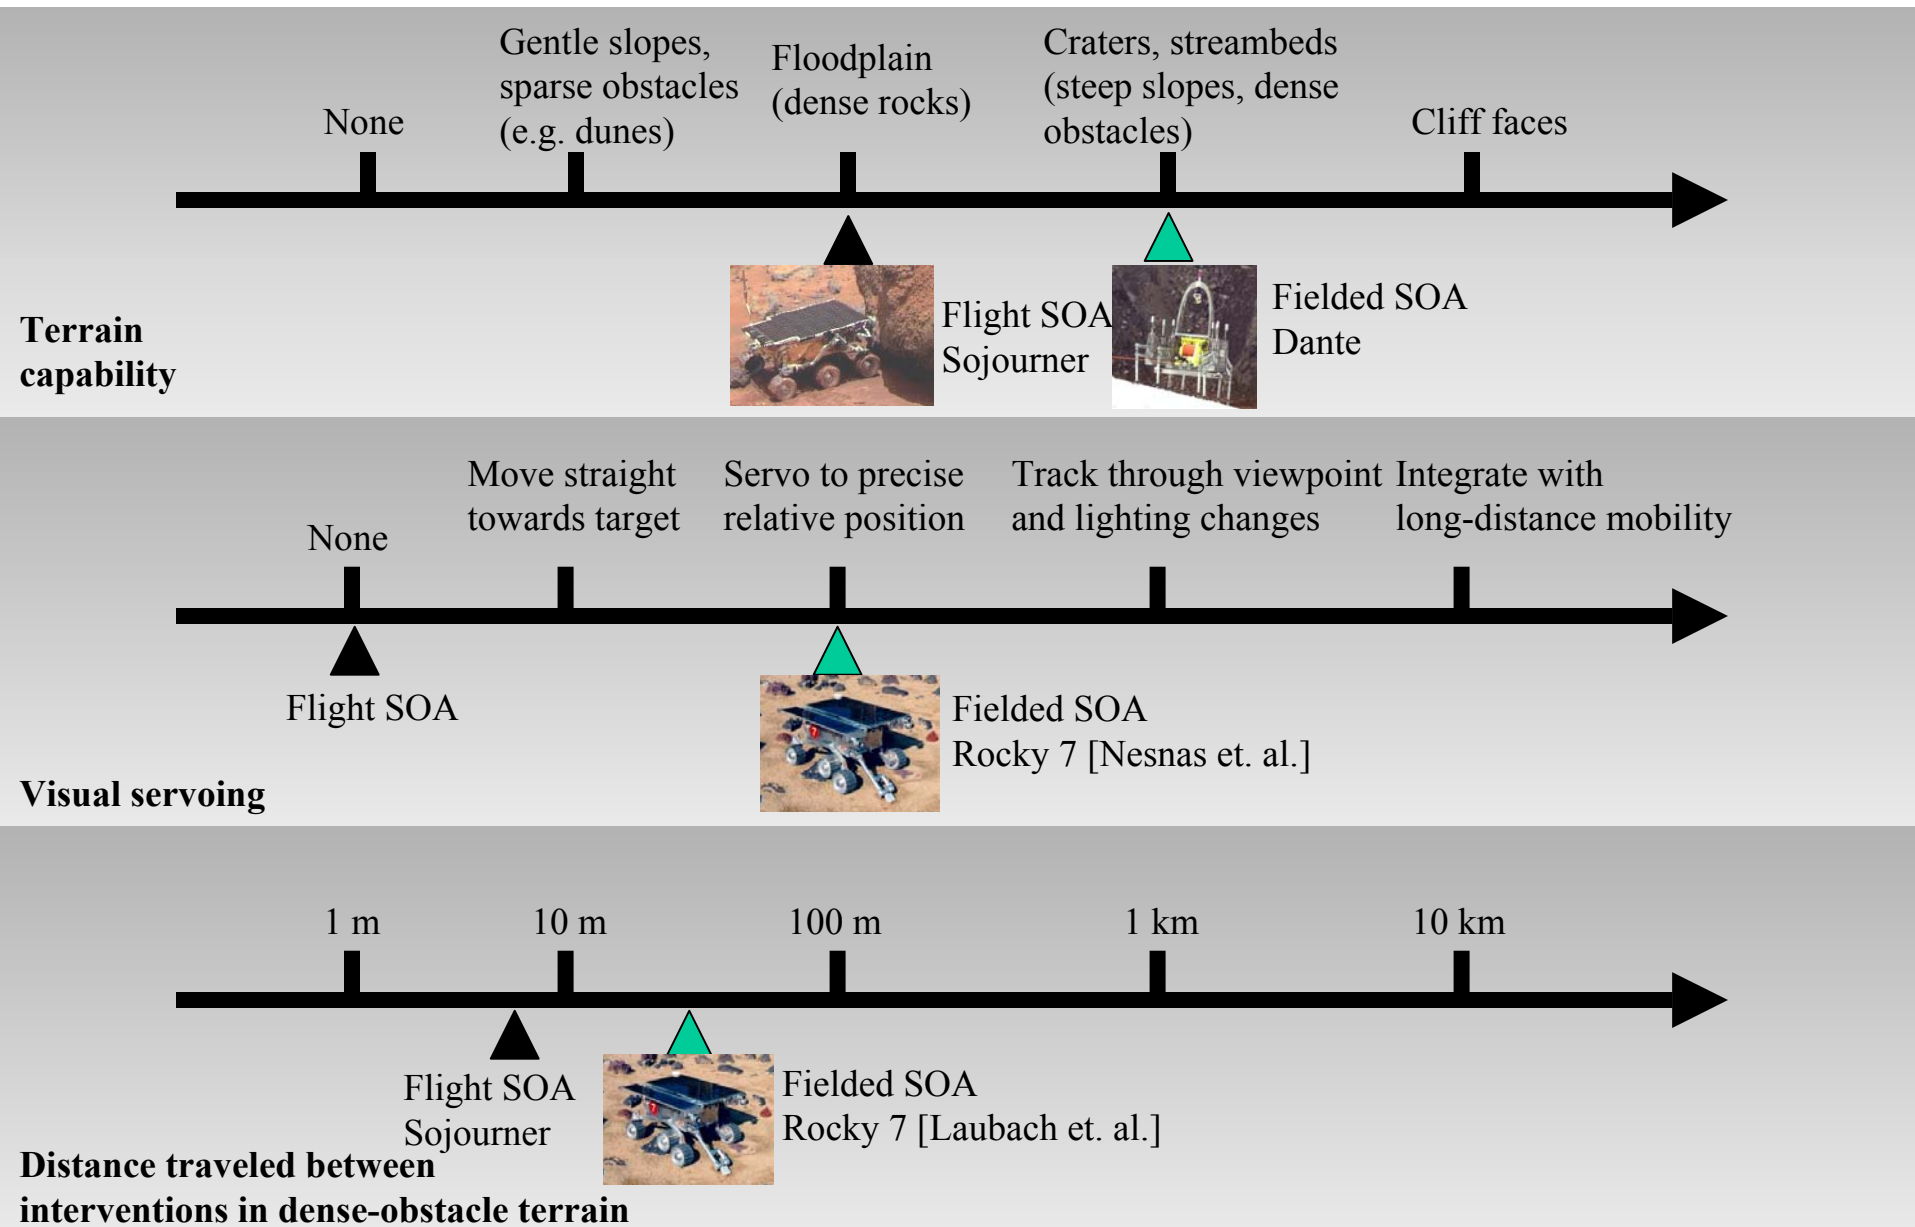 None
Gentle slopes,
sparse obstacles
(e.g. dunes)
Floodplain
(dense rocks)
Craters, streambeds
(steep slopes, dense
obstacles)
Cliff faces
Flight SOA
Sojourner
Fielded SOA
Dante
Terrain
capability
None
Move straight
towards target
Servo to precise
relative position
Track through viewpoint
and lighting changes
Integrate with
long-distance mobility
Flight SOA
Fielded SOA
Rocky 7 [Nesnas et. al.]
Visual servoing
1 m
10 m
100 m
1 km
10 km
Flight SOA
Sojourner
Fielded SOA
Rocky 7 [Laubach et. al.]
Distance traveled between
interventions in dense-obstacle terrain